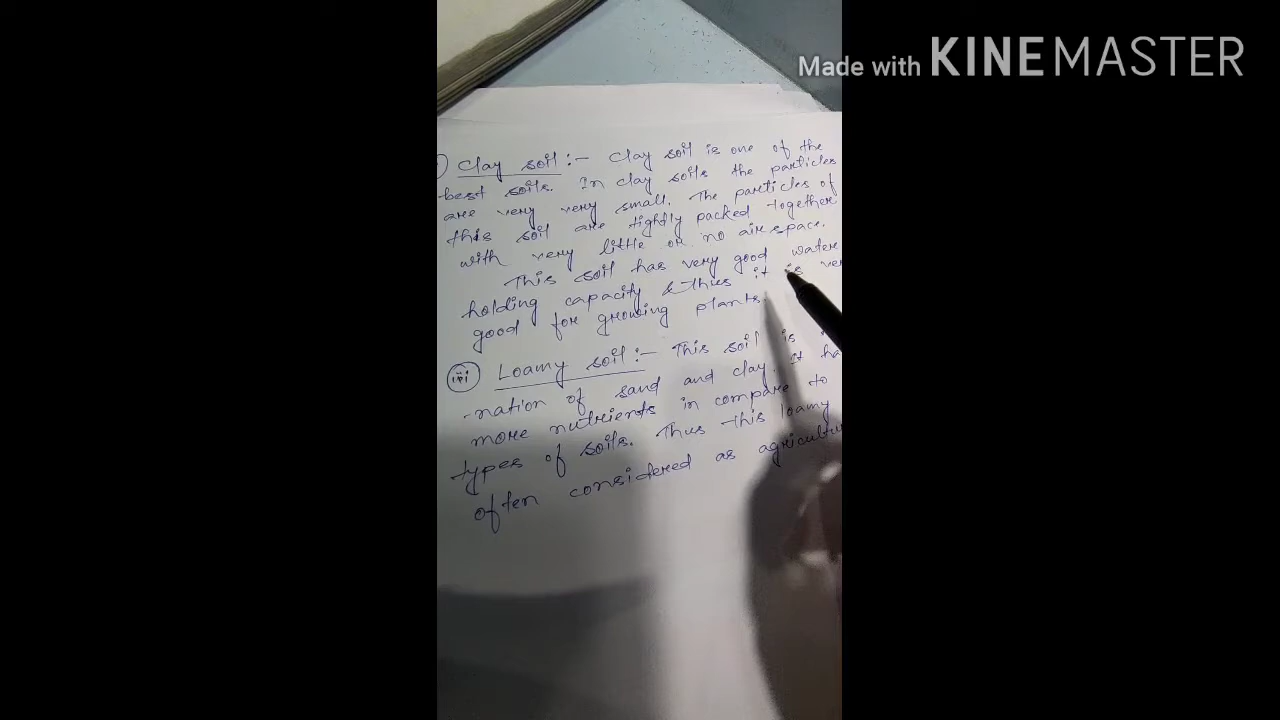 Made with KINEMASTER
) Clay soil :- Clay soil is one of the
best soils. In clay soils the particles
are very very small. The particles of
this soil are tightly packed together
with very little or no air space.
This soil has very good water
holding capacity & thus it is ver
good for growing plants.
(iii) Loamy soil :- This soil is
-nation of sand and clay. It ha
more nutrients in compare to
types of soils. Thus this loamy
often considered as agricultur